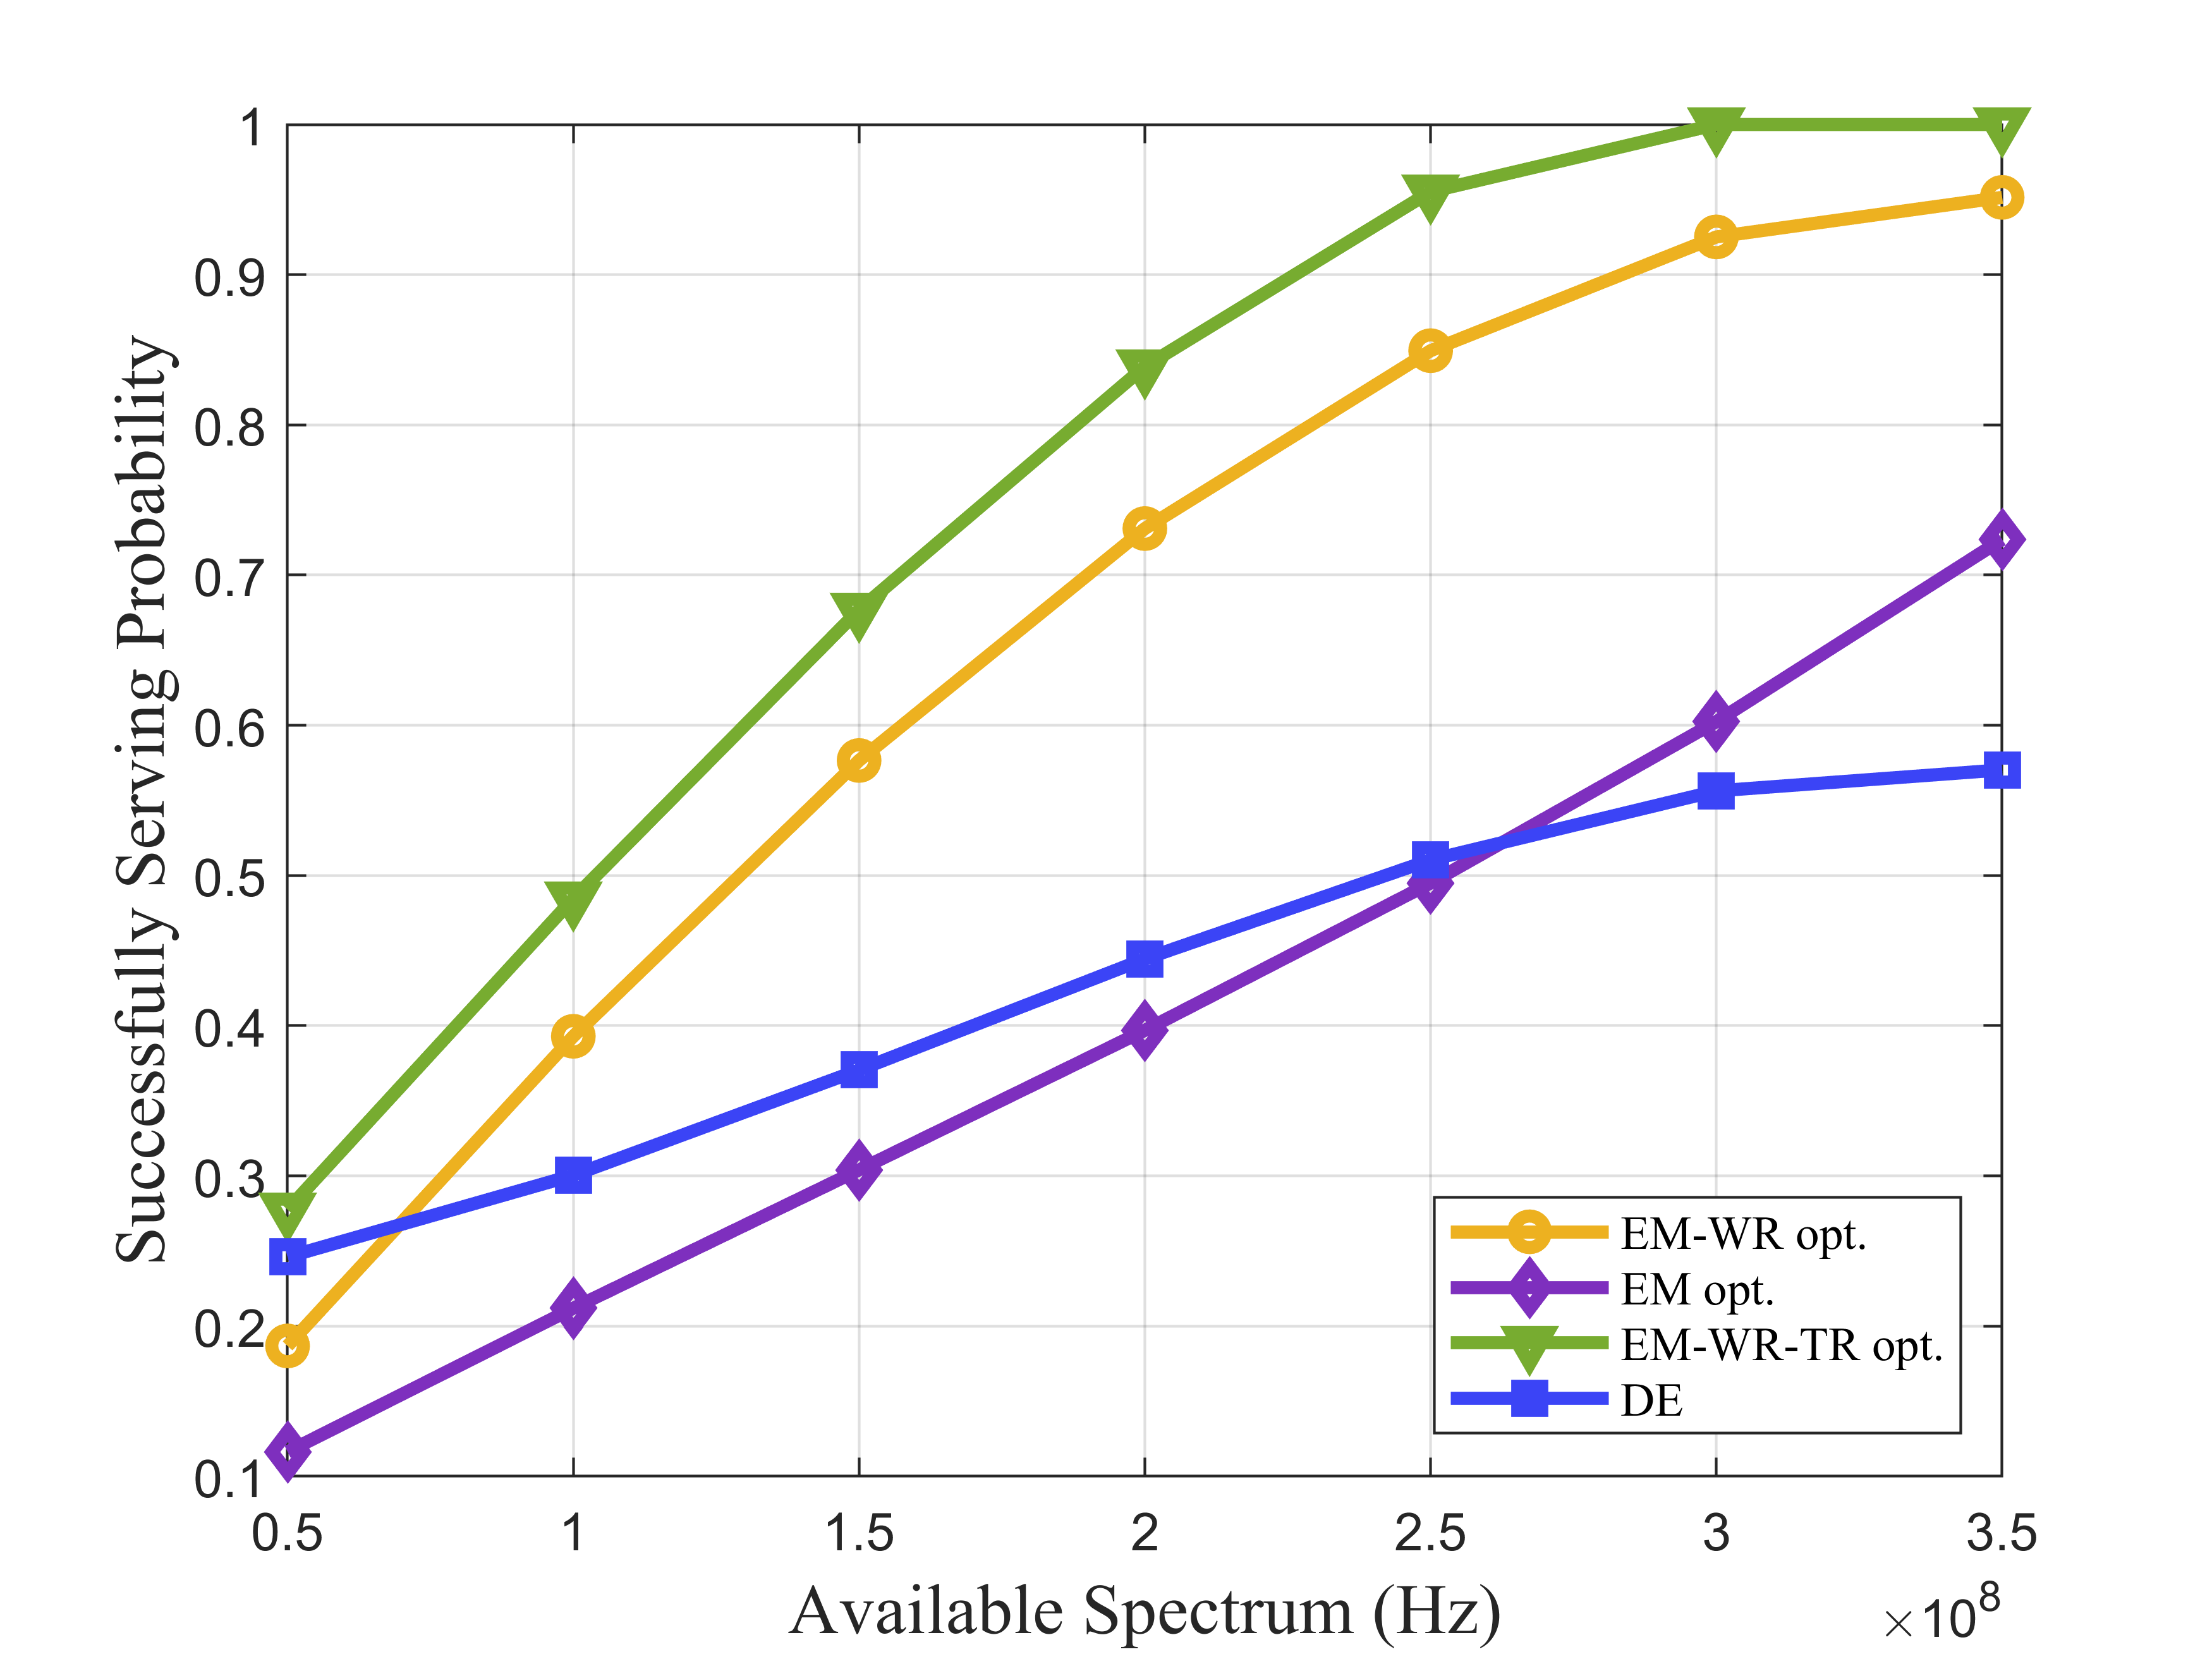 1
0.9
0.8
0.7
0.6
0.5
0.4
0.3
0.2
0.1
Successfully Serving Probability
EM-WR opt.
EM opt.
EM-WR-TR opt.
DE
0.5 1 1.5 2 2.5 3 3.5
Available Spectrum (Hz)
×10⁸